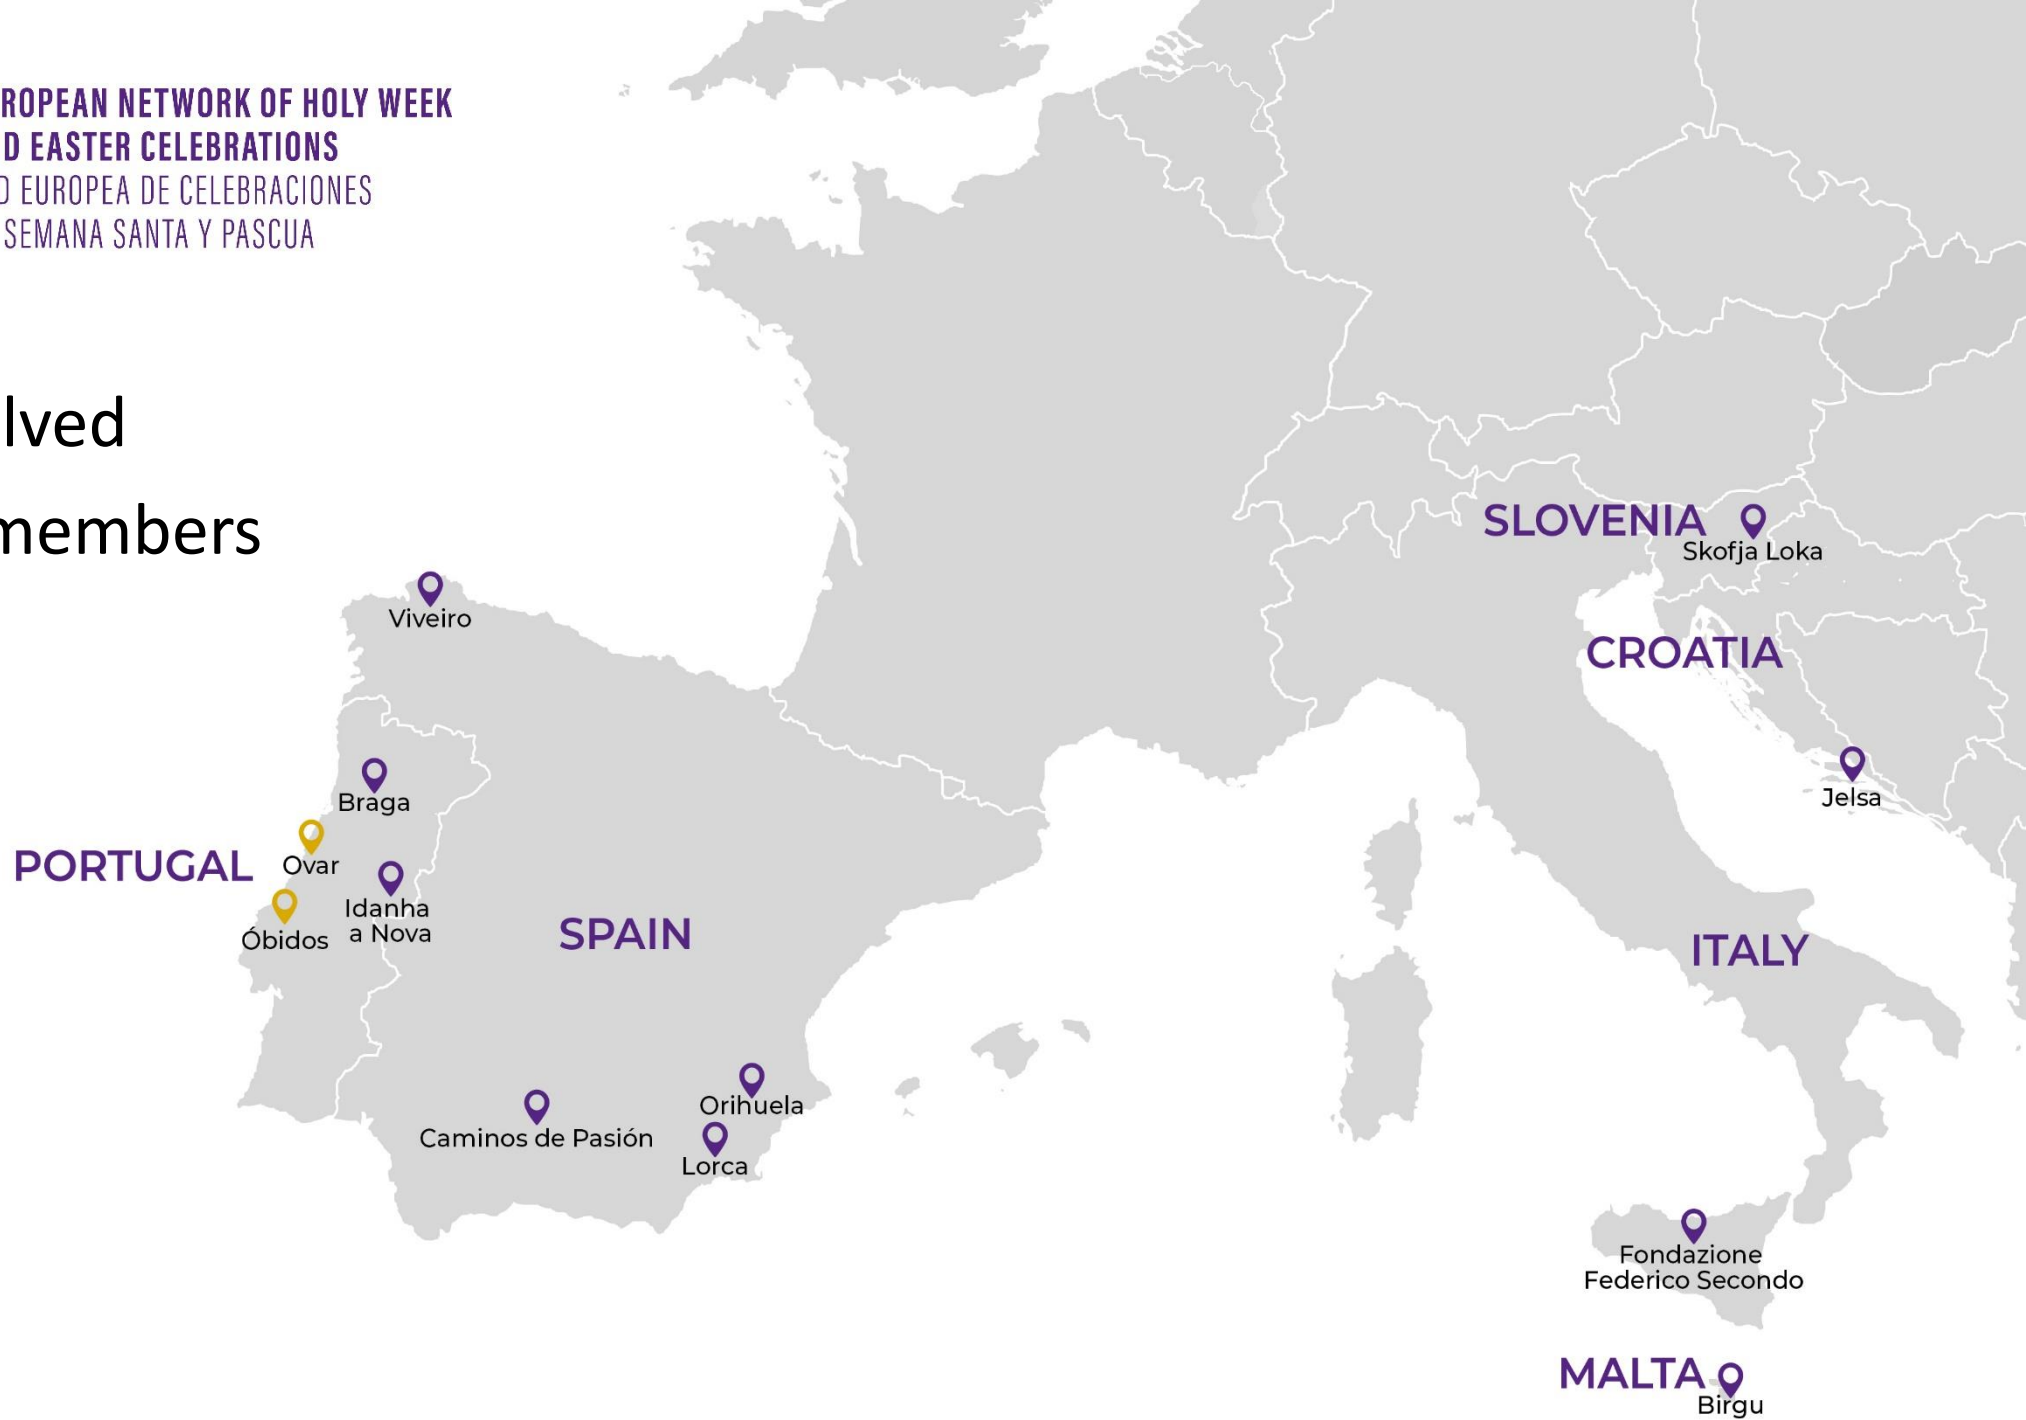 ROPEAN NETWORK OF HOLY WEEK
D EASTER CELEBRATIONS
D EUROPEA DE CELEBRACIONES
SEMANA SANTA Y PASCUA
lved
members
SLOVENIA
Skofja Loka
Viveiro
CROATIA
Braga
Jelsa
PORTUGAL
Ovar
Idanha
a Nova
Óbidos
SPAIN
ITALY
Orihuela
Caminos de Pasión
Lorca
Fondazione
Federico Secondo
MALTA
Birgu